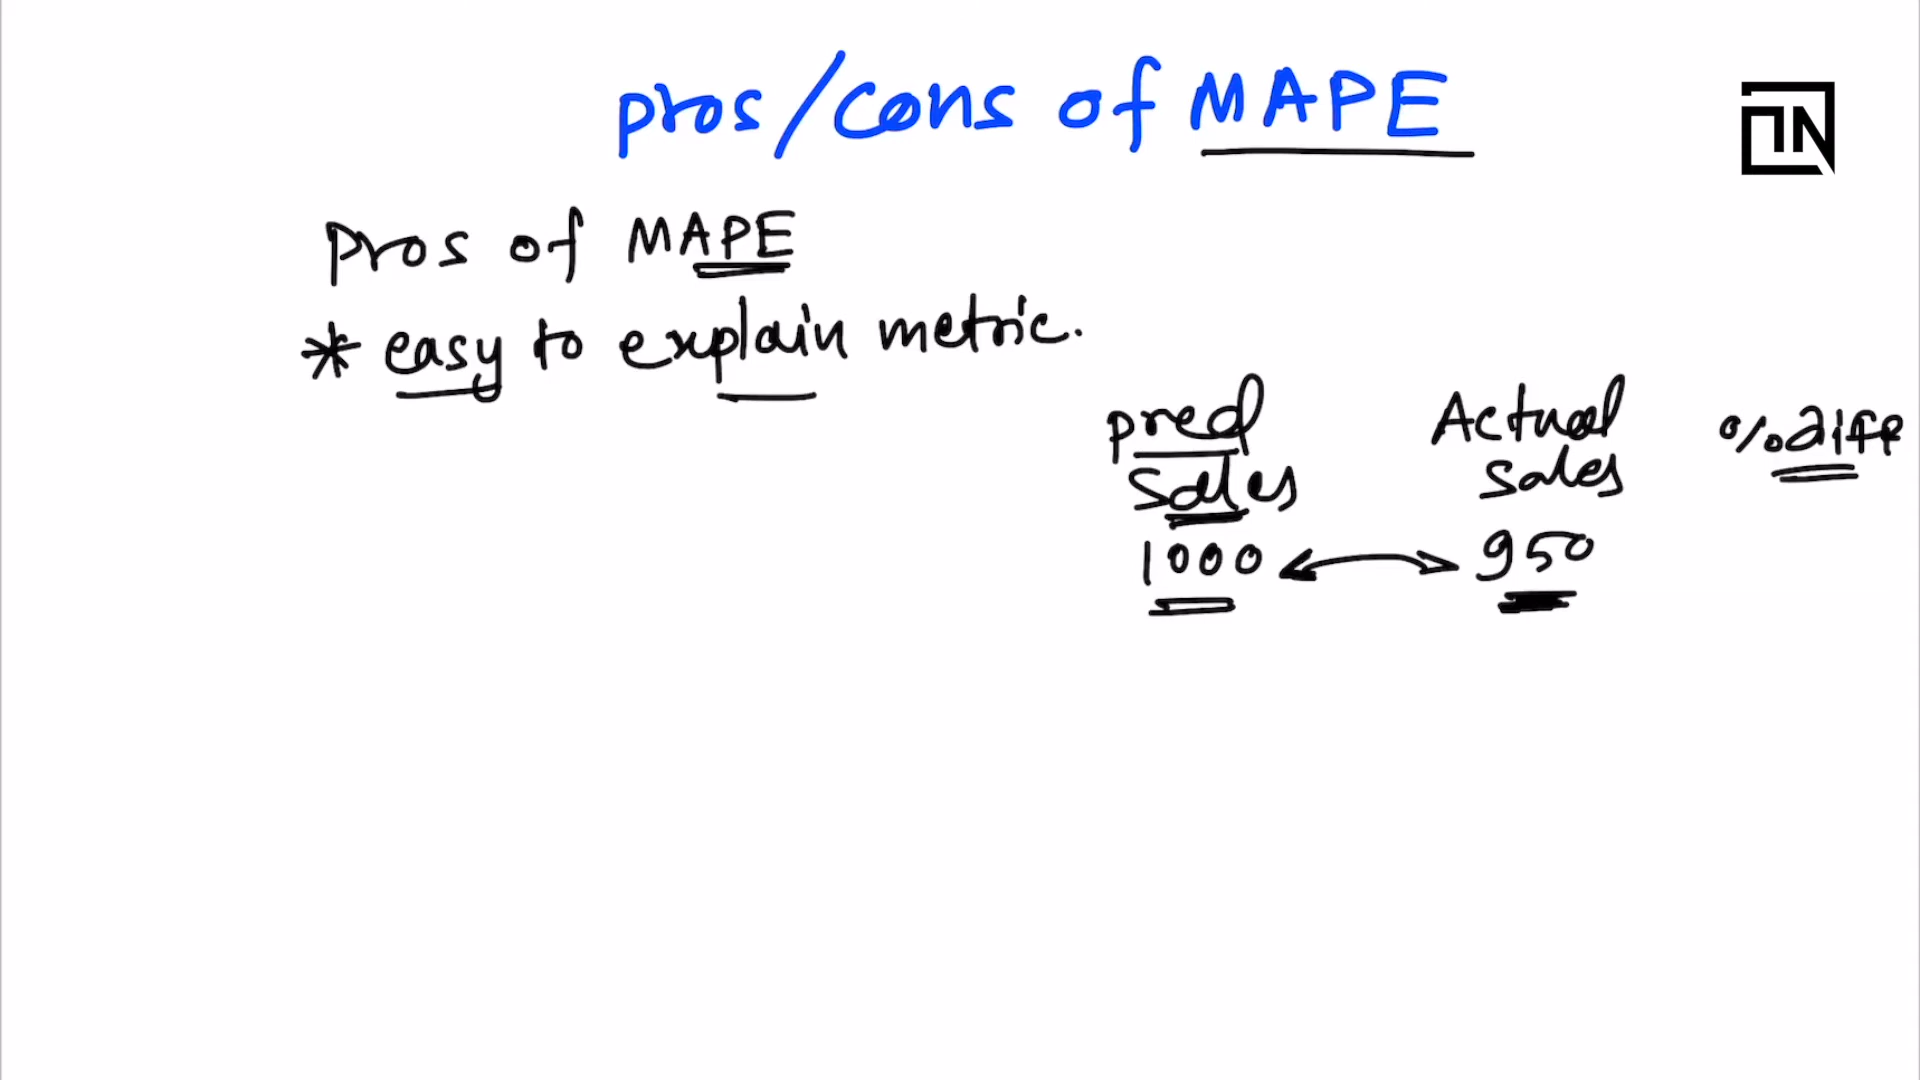 pros/cons of MAPE
Pros of MAPE
* easy to explain metric.
pred Actual %diff
sales sales
1000 950